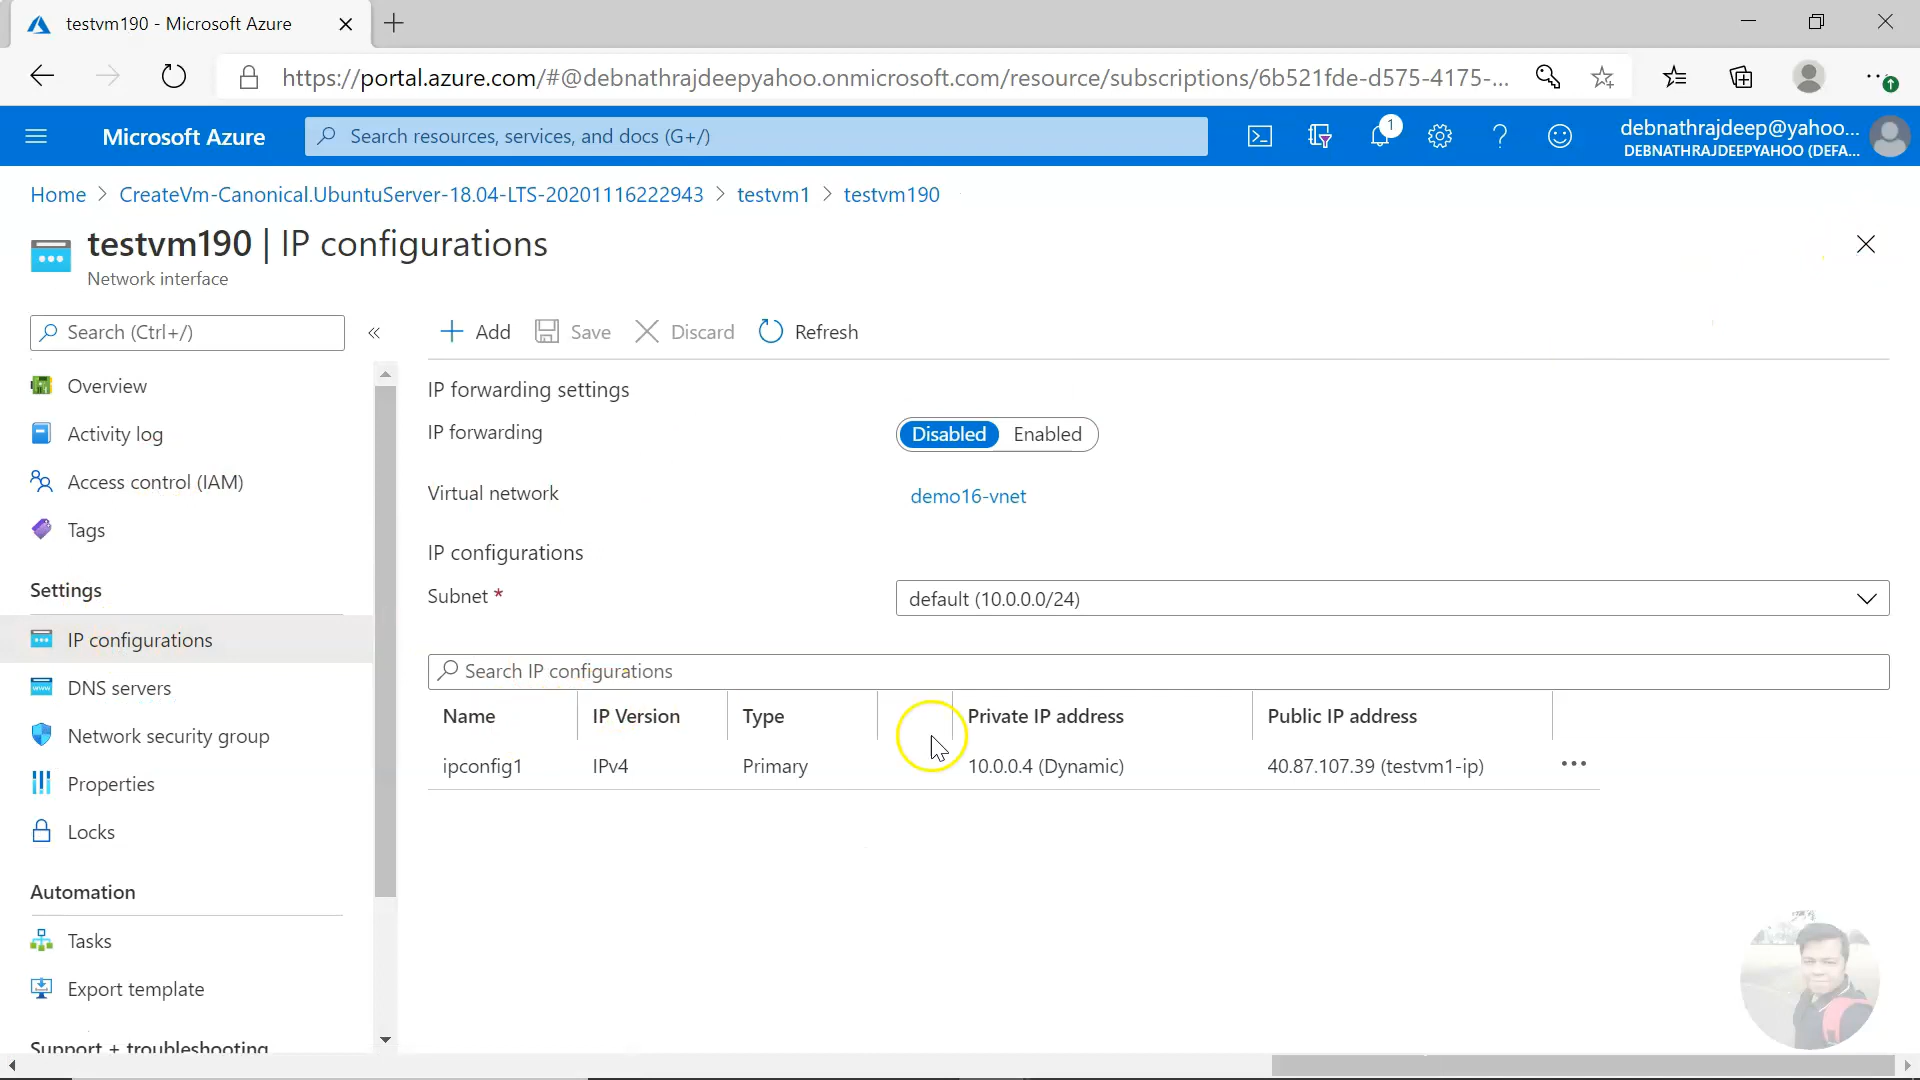 testvm190 - Microsoft Azure
https://portal.azure.com/#@debnathrajdeepyahoo.onmicrosoft.com/resource/subscriptions/6b521fde-d575-4175-...
Microsoft Azure
Search resources, services, and docs (G+/)
1
debnathrajdeep@yahoo...
DEBNATHRAJDEEPYAHOO (DEFA...
Home > CreateVm-Canonical.UbuntuServer-18.04-LTS-20201116222943 > testvm1 > testvm190
testvm190 | IP configurations
Network interface
Search (Ctrl+/)
Overview
Activity log
Access control (IAM)
Tags
Settings
IP configurations
DNS servers
Network security group
Properties
Locks
Automation
Tasks
Export template
Support + troubleshooting
Add Save Discard Refresh
IP forwarding settings
IP forwarding Disabled Enabled
Virtual network demo16-vnet
IP configurations
Subnet * default (10.0.0.0/24)
Search IP configurations
Name IP Version Type Private IP address Public IP address
ipconfig1 IPv4 Primary 10.0.0.4 (Dynamic) 40.87.107.39 (testvm1-ip) •••